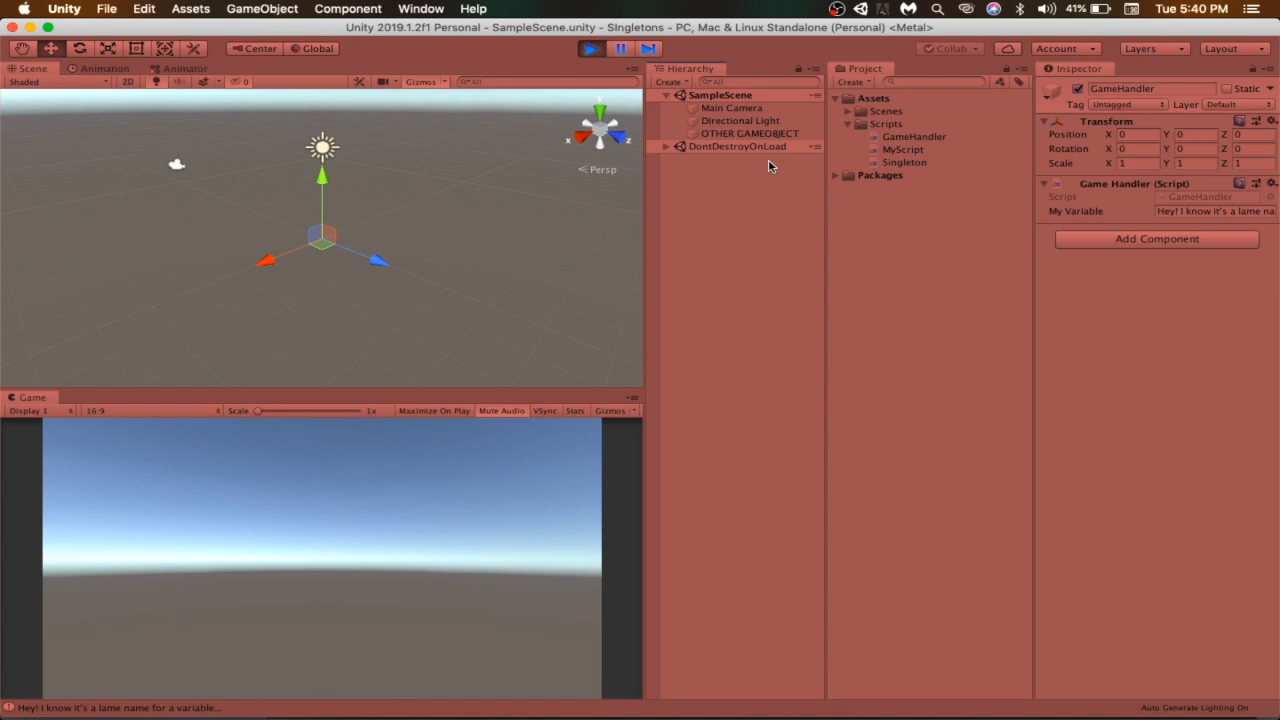 Unity File Edit Assets GameObject Component Window Help 41% Tue 5:40 PM
Unity 2019.1.2f1 Personal - SampleScene.unity - SIngletons - PC, Mac & Linux Standalone (Personal) <Metal>
Center Global Collab Account Layers Layout
Scene Animation Animator Hierarchy Project Inspector
Shaded 2D 0 Gizmos All Create All Create
SampleScene Assets GameHandler Static
Main Camera Scenes Tag Untagged Layer Default
Directional Light Scripts Transform
OTHER GAMEOBJECT GameHandler Position X 0 Y 0 Z 0
DontDestroyOnLoad MyScript Rotation X 0 Y 0 Z 0
Singleton Scale X 1 Y 1 Z 1
Packages
y x z
Persp
Game Handler (Script)
Script GameHandler
My Variable Hey! I know it's a lame na
Add Component
Game
Display 1 16:9 Scale 1x Maximize On Play Mute Audio VSync Stats Gizmos
Hey! I know it's a lame name for a variable... Auto Generate Lighting On